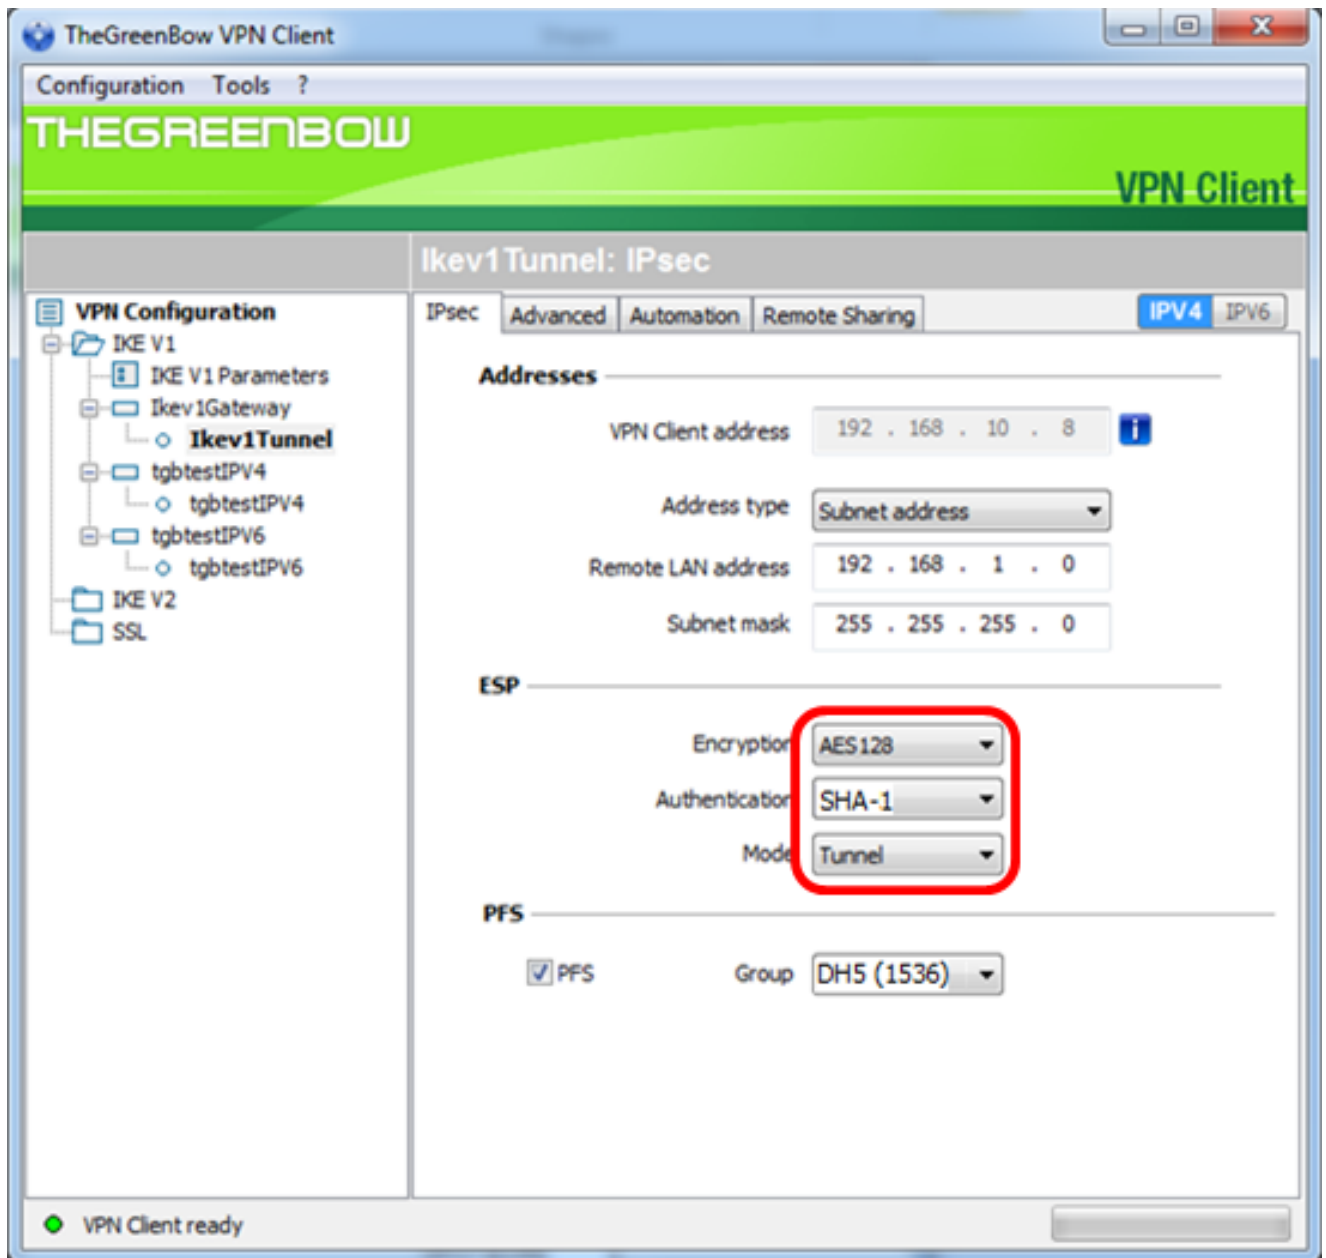 TheGreenBow VPN Client
Configuration Tools ?
THEGREENBOW
VPN Client
Ikev1Tunnel: IPsec
VPN Configuration
IKE V1
IKE V1 Parameters
Ikev1Gateway
Ikev1Tunnel
tgbtestIPV4
tgbtestIPV4
tgbtestIPV6
tgbtestIPV6
IKE V2
SSL
IPsec Advanced Automation Remote Sharing IPV4 IPV6
Addresses
VPN Client address 192 . 168 . 10 . 8
Address type Subnet address
Remote LAN address 192 . 168 . 1 . 0
Subnet mask 255 . 255 . 255 . 0
ESP
Encryption AES128
Authentication SHA-1
Mode Tunnel
PFS
PFS Group DH5 (1536)
VPN Client ready